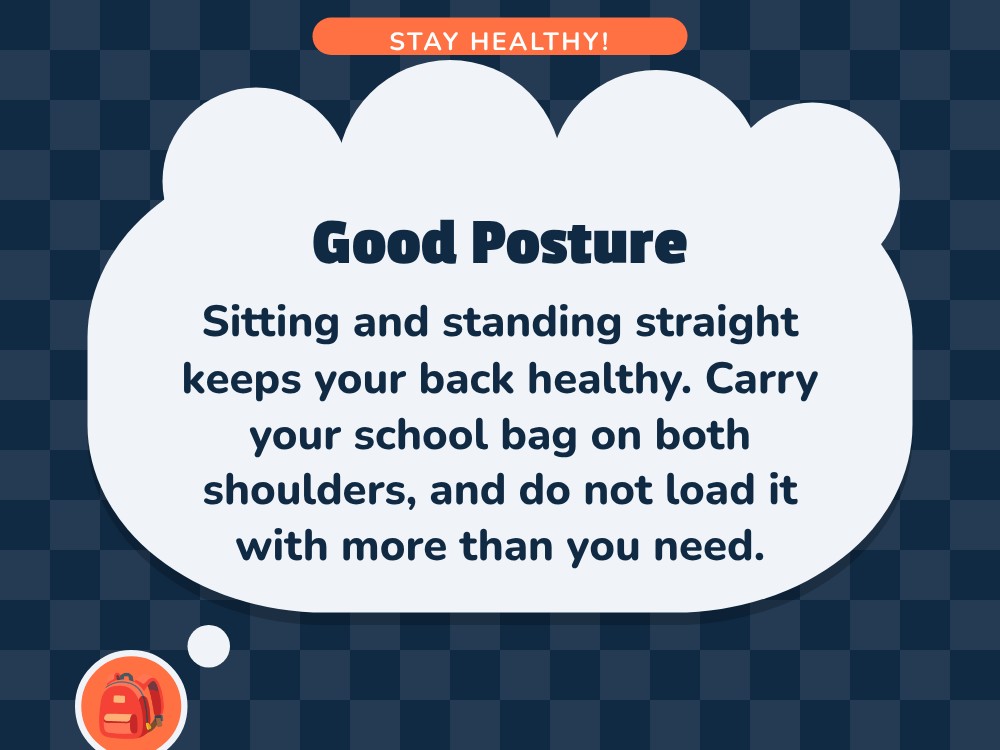 STAY HEALTHY!
Good Posture
Sitting and standing straight
keeps your back healthy. Carry
your school bag on both
shoulders, and do not load it
with more than you need.